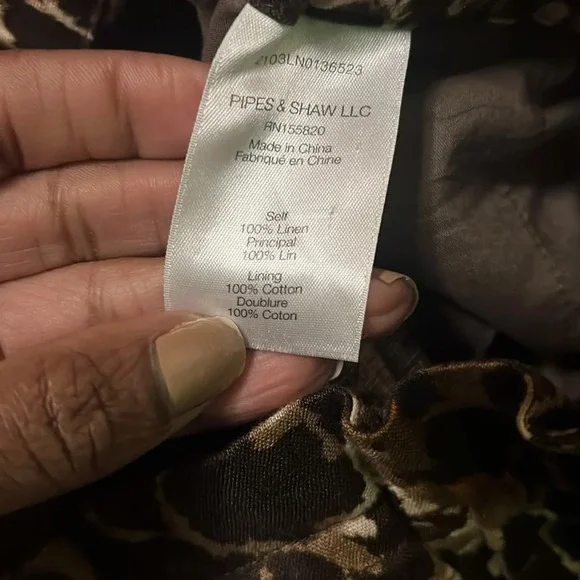 2103LN0136523
PIPES & SHAW LLC
RN155820
Made in China
Fabriqué en Chine
Self
100% Linen
Principal
100% Lin
Lining
100% Cotton
Doublure
100% Coton